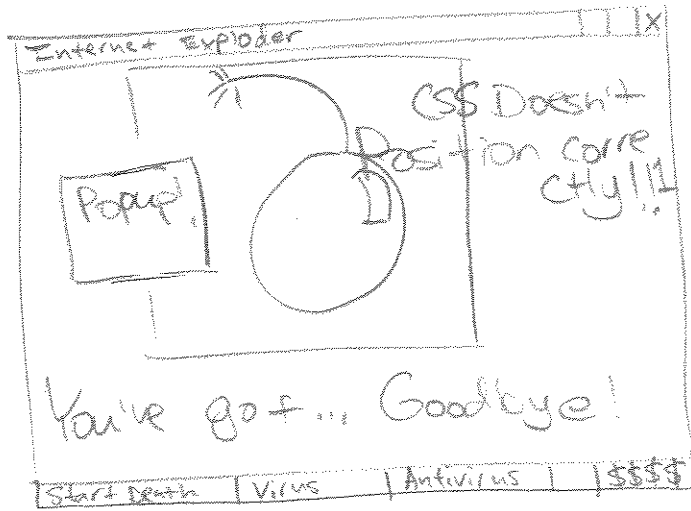 Internet Exploder X
CSS Doesn't
Position Corre
ctly!!1
Popup!
You've got... Goodbye!
Start Death Virus Antivirus $$$$